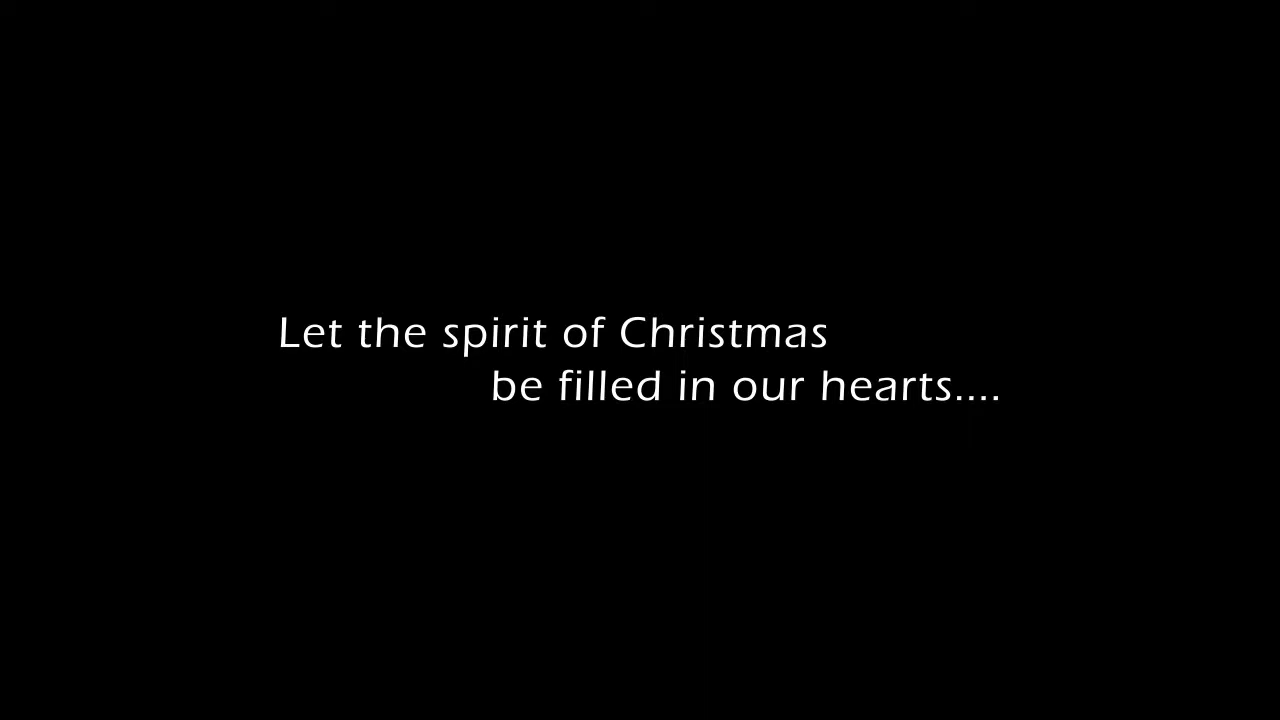 Let the spirit of Christmas
be filled in our hearts....